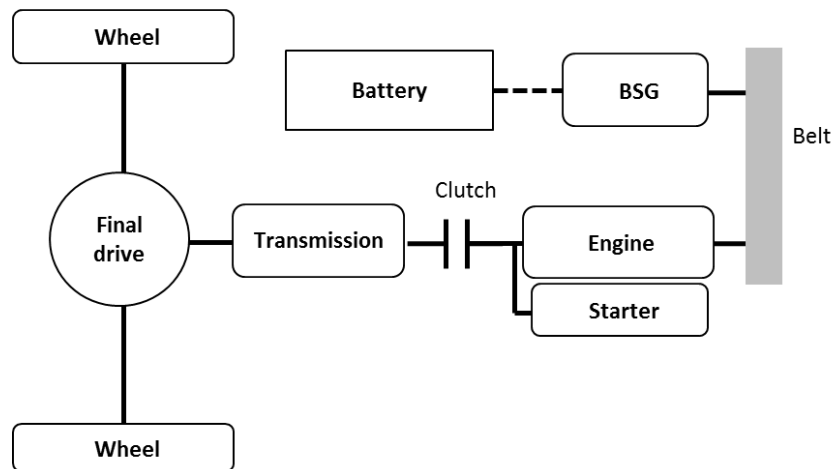 Wheel
Battery
BSG
Belt
Clutch
Final
drive
Transmission
Engine
Starter
Wheel